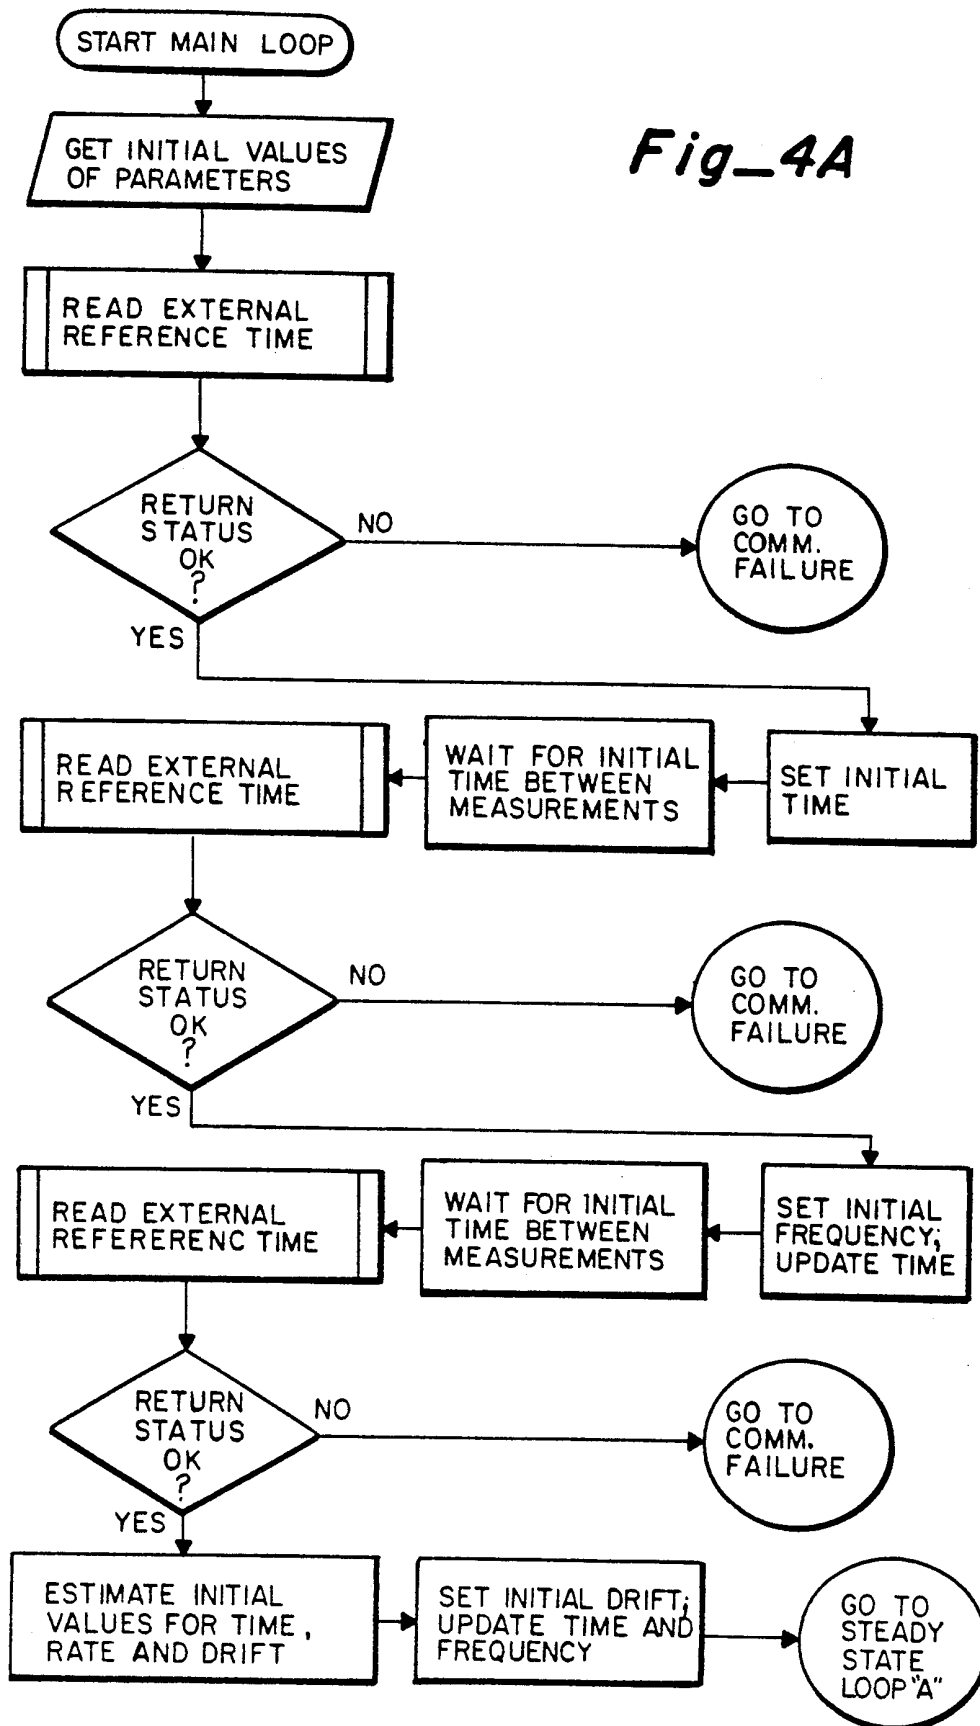 START MAIN LOOP
Fig_4A
GET INITIAL VALUES
OF PARAMETERS
READ EXTERNAL
REFERENCE TIME
RETURN
STATUS
OK
?
NO
GO TO
COMM.
FAILURE
YES
SET INITIAL
TIME
WAIT FOR INITIAL
TIME BETWEEN
MEASUREMENTS
READ EXTERNAL
REFERENCE TIME
RETURN
STATUS
OK
?
NO
GO TO
COMM.
FAILURE
YES
SET INITIAL
FREQUENCY;
UPDATE TIME
WAIT FOR INITIAL
TIME BETWEEN
MEASUREMENTS
READ EXTERNAL
REFERERENC TIME
RETURN
STATUS
OK
?
NO
GO TO
COMM.
FAILURE
YES
ESTIMATE INITIAL
VALUES FOR TIME,
RATE AND DRIFT
SET INITIAL DRIFT;
UPDATE TIME AND
FREQUENCY
GO TO
STEADY
STATE
LOOP "A"